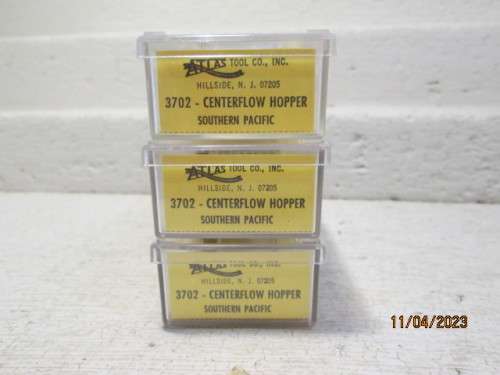 ATLAS TOOL CO., INC.
HILLSIDE, N. J. 07205
3702 - CENTERFLOW HOPPER
SOUTHERN PACIFIC
ATLAS TOOL CO., INC.
HILLSIDE, N. J. 07205
3702 - CENTERFLOW HOPPER
SOUTHERN PACIFIC
ATLAS TOOL CO., INC.
HILLSIDE, N. J. 07205
3702 - CENTERFLOW HOPPER
SOUTHERN PACIFIC
11/04/2023